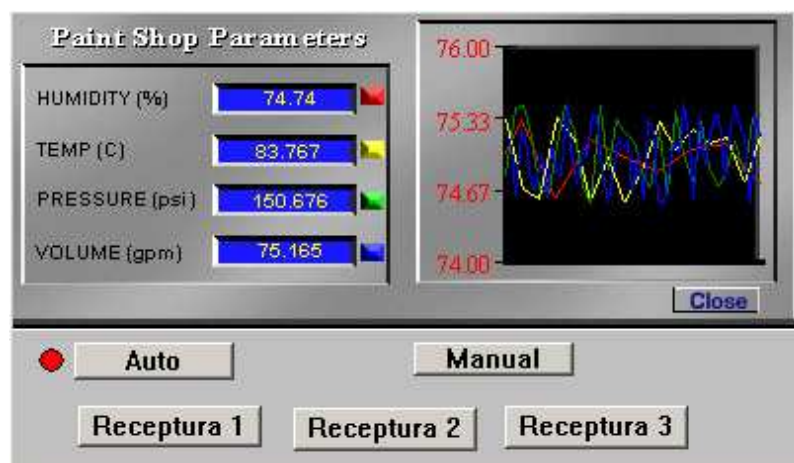 Paint Shop Parameters
HUMIDITY (%) 74.74
TEMP (C) 83.767
PRESSURE (psi) 150.676
VOLUME (gpm) 75.165
76.00
75.33
74.67
74.00
Close
Auto Manual
Receptura 1 Receptura 2 Receptura 3